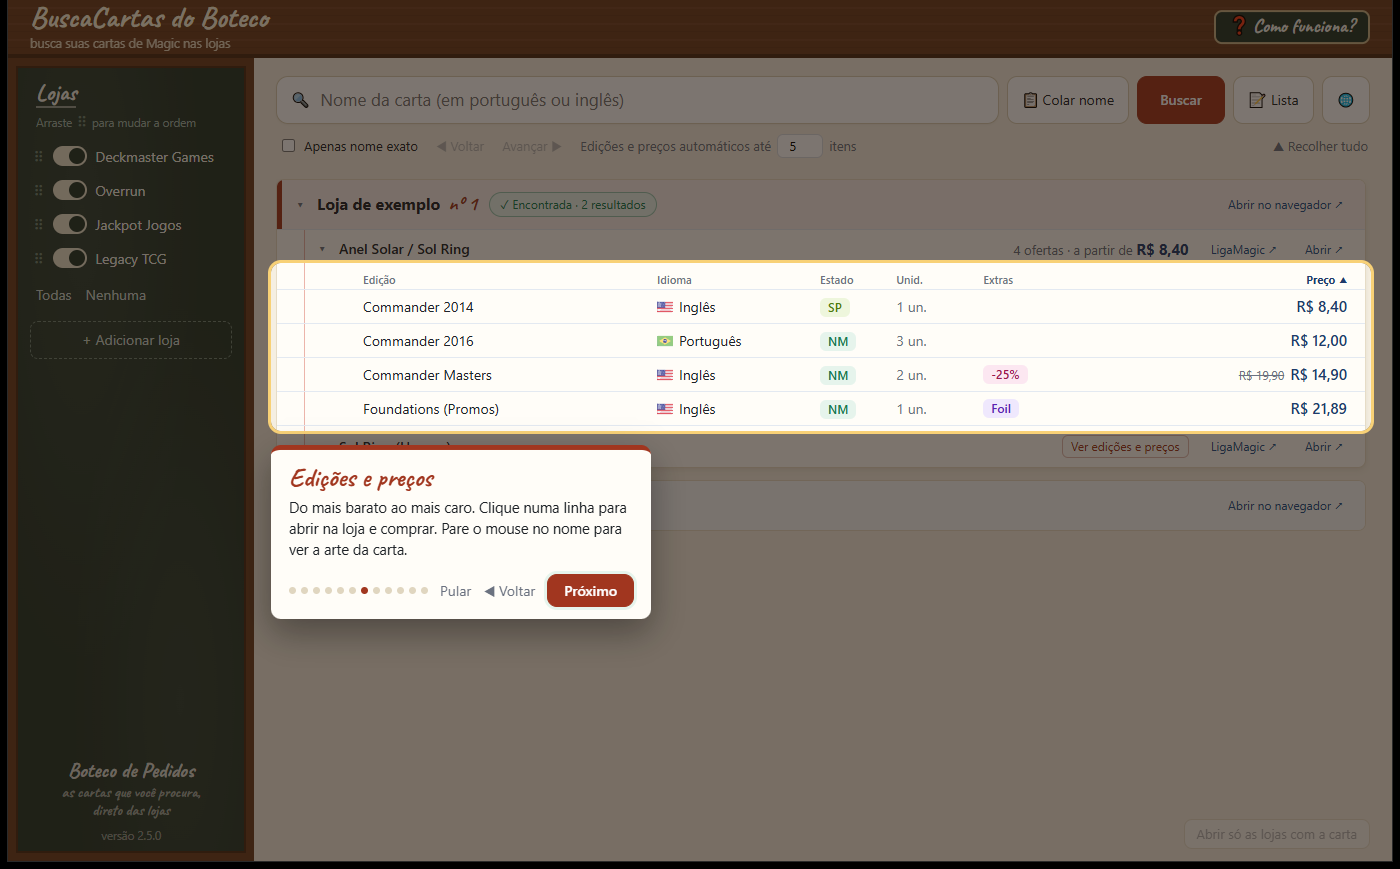 BuscaCartas do Boteco
busca suas cartas de Magic nas lojas
❓ Como funciona?
Lojas
Arraste ⠿ para mudar a ordem
Deckmaster Games
Overrun
Jackpot Jogos
Legacy TCG
Todas Nenhuma
+ Adicionar loja
Boteco de Pedidos
as cartas que você procura,
direto das lojas
versão 2.5.0
Nome da carta (em português ou inglês)
Colar nome
Buscar
Lista
Apenas nome exato
◀ Voltar
Avançar ▶
Edições e preços automáticos até 5 itens
▲ Recolher tudo
Loja de exemplo nº 1 ✓ Encontrada · 2 resultados Abrir no navegador ↗
Anel Solar / Sol Ring 4 ofertas · a partir de R$ 8,40 LigaMagic ↗ Abrir ↗
Edição Idioma Estado Unid. Extras Preço ▲
Commander 2014 Inglês SP 1 un. R$ 8,40
Commander 2016 Português NM 3 un. R$ 12,00
Commander Masters Inglês NM 2 un. -25% R$ 19,90 R$ 14,90
Foundations (Promos) Inglês NM 1 un. Foil R$ 21,89
Ver edições e preços LigaMagic ↗ Abrir ↗
Abrir no navegador ↗
Edições e preços
Do mais barato ao mais caro. Clique numa linha para
abrir na loja e comprar. Pare o mouse no nome para
ver a arte da carta.
Pular ◀ Voltar Próximo
Abrir só as lojas com a carta